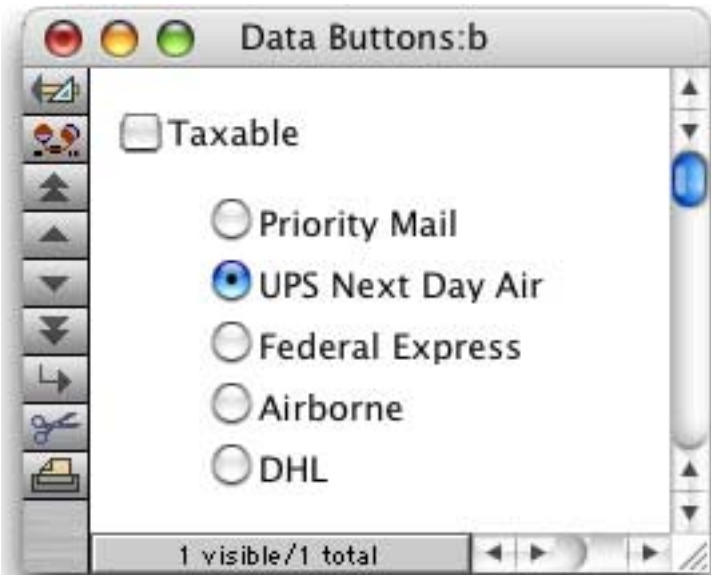 Data Buttons:b
Taxable
Priority Mail
UPS Next Day Air
Federal Express
Airborne
DHL
1 visible/1 total